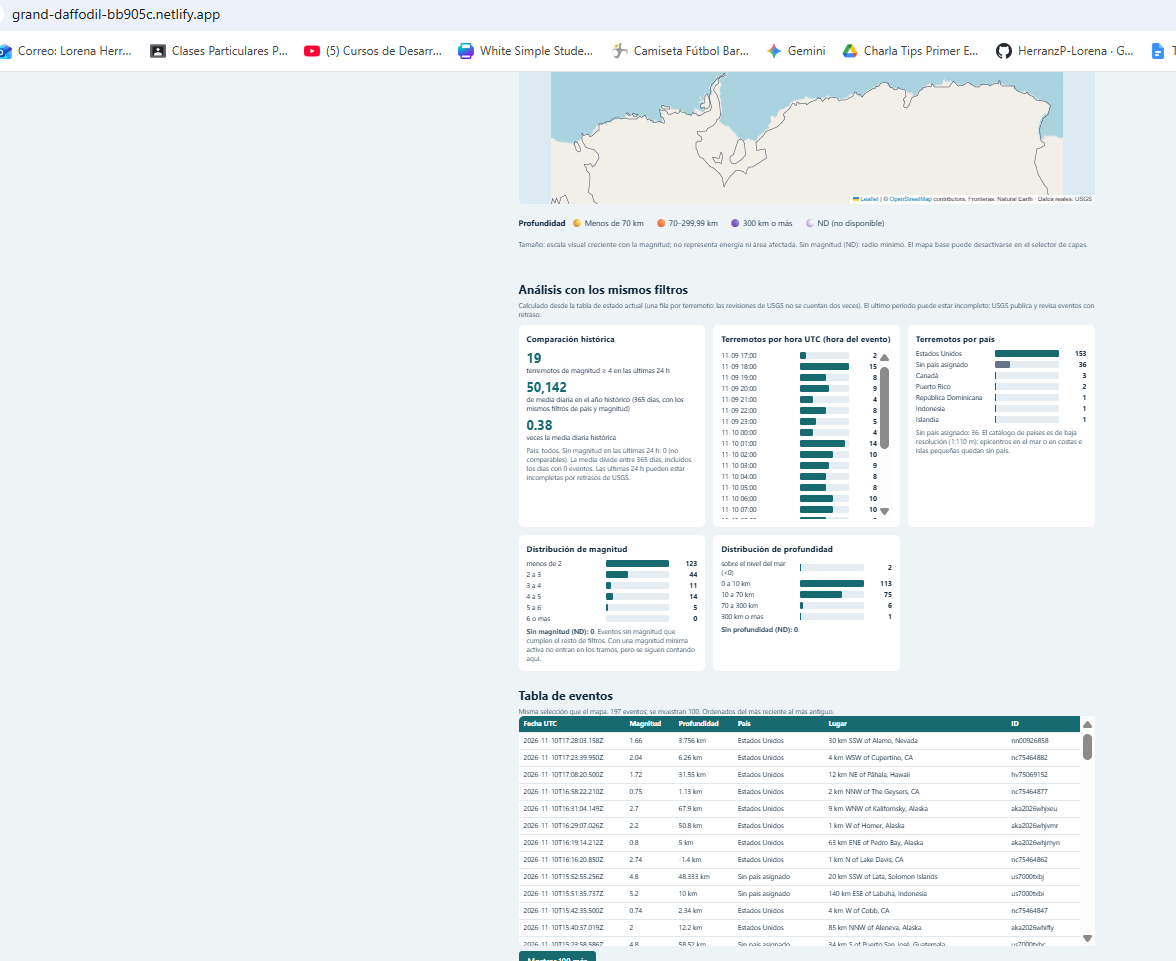 grand-daffodil-bb905c.netlify.app
Correo: Lorena Herr...
Clases Particulares P...
(5) Cursos de Desarr...
White Simple Stude...
Camiseta Fútbol Bar...
Gemini
Charla Tips Primer E...
HerranzP-Lorena · G...
Leaflet | © OpenStreetMap contributors, Fronteras: Natural Earth · Datos reales: USGS
Profundidad Menos de 70 km 70–299,99 km 300 km o más ND (no disponible)
Tamaño: escala visual creciente con la magnitud; no representa energía ni área afectada. Sin magnitud (ND): radio mínimo. El mapa base puede desactivarse en el selector de capas.
Análisis con los mismos filtros
Calculado desde la tabla de estado actual (una fila por terremoto: las revisiones de USGS no se cuentan dos veces). El ultimo periodo puede estar incompleto: USGS publica y revisa eventos con
retraso.
Comparación histórica
19
terremotos de magnitud ≥ 4 en las últimas 24 h
50,142
de media diaria en el año histórico (365 días, con los
mismos filtros de país y magnitud)
0.38
veces la media diaria histórica
País: todos. Sin magnitud en las últimas 24 h: 0 (no
comparables). La media divide entre 365 días, incluidos
los días con 0 eventos. Las últimas 24 h pueden estar
incompletas por retrasos de USGS.
Terremotos por hora UTC (hora del evento)
11-09 17:00 2
11-09 18:00 15
11-09 19:00 8
11-09 20:00 9
11-09 21:00 4
11-09 22:00 8
11-09 23:00 5
11-10 00:00 4
11-10 01:00 14
11-10 02:00 10
11-10 03:00 9
11-10 04:00 8
11-10 05:00 8
11-10 06:00 10
11-10 07:00 10
Terremotos por país
Estados Unidos 153
Sin país asignado 36
Canadá 3
Puerto Rico 2
República Dominicana 1
Indonesia 1
Islandia 1
Sin país asignado: 36. El catálogo de países es de baja
resolución (1:110 m): epicentros en el mar o en costas e
islas pequeñas quedan sin país.
Distribución de magnitud
menos de 2 123
2 a 3 44
3 a 4 11
4 a 5 14
5 a 6 5
6 o mas 0
Sin magnitud (ND): 0. Eventos sin magnitud que
cumplen el resto de filtros. Con una magnitud mínima
activa no entran en los tramos, pero se siguen contando
aquí.
Distribución de profundidad
sobre el nivel del mar
(<0) 2
0 a 10 km 113
10 a 70 km 75
70 a 300 km 6
300 km o mas 1
Sin profundidad (ND): 0.
Tabla de eventos
Misma selección que el mapa. 197 eventos; se muestran 100. Ordenados del más reciente al más antiguo.
Fecha UTC Magnitud Profundidad País Lugar ID
2026-11-10T17:28:03.158Z 1.66 3.756 km Estados Unidos 30 km SSW of Alamo, Nevada nn00926858
2026-11-10T17:23:39.950Z 2.04 6.26 km Estados Unidos 4 km WSW of Cupertino, CA nc75464882
2026-11-10T17:08:20.500Z 1.72 31.55 km Estados Unidos 12 km NE of Pāhala, Hawaii hv75069152
2026-11-10T16:58:22.210Z 0.75 1.13 km Estados Unidos 2 km NNW of The Geysers, CA nc75464877
2026-11-10T16:31:04.149Z 2.7 67.9 km Estados Unidos 9 km WNW of Kalifornsky, Alaska aka2026whjxeu
2026-11-10T16:29:07.026Z 2.2 50.8 km Estados Unidos 1 km W of Homer, Alaska aka2026whjvmr
2026-11-10T16:19:14.212Z 0.8 5 km Estados Unidos 63 km ENE of Pedro Bay, Alaska aka2026whjmyn
2026-11-10T16:16:20.850Z 2.74 -1.4 km Estados Unidos 1 km N of Lake Davis, CA nc75464862
2026-11-10T15:52:55.256Z 4.8 48.333 km Sin país asignado 20 km SSW of Lata, Solomon Islands us7000txbj
2026-11-10T15:51:35.737Z 5.2 10 km Sin país asignado 140 km ESE of Labuha, Indonesia us7000txbi
2026-11-10T15:42:35.500Z 0.74 2.34 km Estados Unidos 4 km W of Cobb, CA nc75464847
2026-11-10T15:40:37.019Z 2 12.2 km Estados Unidos 85 km NNW of Aleneva, Alaska aka2026whifly
2026-11-10T15:23:58.586Z 4.8 58.52 km Sin país asignado 34 km S of Puerto San José, Guatemala us7000txbc
Mostrar 100 más